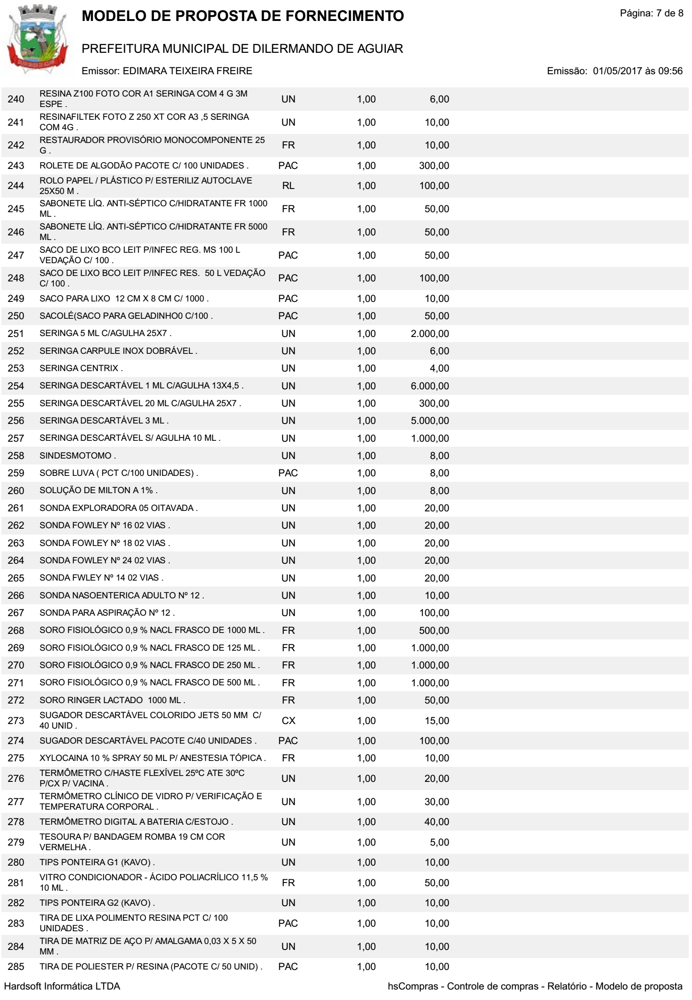 MODELO DE PROPOSTA DE FORNECIMENTO
Página: 7 de 8
PREFEITURA MUNICIPAL DE DILERMANDO DE AGUIAR
Emissor: EDIMARA TEIXEIRA FREIRE
Emissão: 01/05/2017 às 09:56
240 RESINA Z100 FOTO COR A1 SERINGA COM 4 G 3M
ESPE . UN 1,00 6,00
241 RESINAFILTEK FOTO Z 250 XT COR A3 ,5 SERINGA
COM 4G . UN 1,00 10,00
242 RESTAURADOR PROVISÓRIO MONOCOMPONENTE 25
G . FR 1,00 10,00
243 ROLETE DE ALGODÃO PACOTE C/ 100 UNIDADES . PAC 1,00 300,00
244 ROLO PAPEL / PLÁSTICO P/ ESTERILIZ AUTOCLAVE
25X50 M . RL 1,00 100,00
245 SABONETE LÍQ. ANTI-SÉPTICO C/HIDRATANTE FR 1000
ML . FR 1,00 50,00
246 SABONETE LÍQ. ANTI-SÉPTICO C/HIDRATANTE FR 5000
ML . FR 1,00 50,00
247 SACO DE LIXO BCO LEIT P/INFEC REG. MS 100 L
VEDAÇÃO C/ 100 . PAC 1,00 50,00
248 SACO DE LIXO BCO LEIT P/INFEC RES. 50 L VEDAÇÃO
C/ 100 . PAC 1,00 100,00
249 SACO PARA LIXO 12 CM X 8 CM C/ 1000 . PAC 1,00 10,00
250 SACOLÉ(SACO PARA GELADINHO0 C/100 . PAC 1,00 50,00
251 SERINGA 5 ML C/AGULHA 25X7 . UN 1,00 2.000,00
252 SERINGA CARPULE INOX DOBRÁVEL . UN 1,00 6,00
253 SERINGA CENTRIX . UN 1,00 4,00
254 SERINGA DESCARTÁVEL 1 ML C/AGULHA 13X4,5 . UN 1,00 6.000,00
255 SERINGA DESCARTÁVEL 20 ML C/AGULHA 25X7 . UN 1,00 300,00
256 SERINGA DESCARTÁVEL 3 ML . UN 1,00 5.000,00
257 SERINGA DESCARTÁVEL S/ AGULHA 10 ML . UN 1,00 1.000,00
258 SINDESMOTOMO . UN 1,00 8,00
259 SOBRE LUVA ( PCT C/100 UNIDADES) . PAC 1,00 8,00
260 SOLUÇÃO DE MILTON A 1% . UN 1,00 8,00
261 SONDA EXPLORADORA 05 OITAVADA . UN 1,00 20,00
262 SONDA FOWLEY Nº 16 02 VIAS . UN 1,00 20,00
263 SONDA FOWLEY Nº 18 02 VIAS . UN 1,00 20,00
264 SONDA FOWLEY Nº 24 02 VIAS . UN 1,00 20,00
265 SONDA FWLEY Nº 14 02 VIAS . UN 1,00 20,00
266 SONDA NASOENTERICA ADULTO Nº 12 . UN 1,00 10,00
267 SONDA PARA ASPIRAÇÃO Nº 12 . UN 1,00 100,00
268 SORO FISIOLÓGICO 0,9 % NACL FRASCO DE 1000 ML . FR 1,00 500,00
269 SORO FISIOLÓGICO 0,9 % NACL FRASCO DE 125 ML . FR 1,00 1.000,00
270 SORO FISIOLÓGICO 0,9 % NACL FRASCO DE 250 ML . FR 1,00 1.000,00
271 SORO FISIOLÓGICO 0,9 % NACL FRASCO DE 500 ML . FR 1,00 1.000,00
272 SORO RINGER LACTADO 1000 ML . FR 1,00 50,00
273 SUGADOR DESCARTÁVEL COLORIDO JETS 50 MM C/
40 UNID . CX 1,00 15,00
274 SUGADOR DESCARTÁVEL PACOTE C/40 UNIDADES . PAC 1,00 100,00
275 XYLOCAINA 10 % SPRAY 50 ML P/ ANESTESIA TÓPICA . FR 1,00 10,00
276 TERMÔMETRO C/HASTE FLEXÍVEL 25ºC ATE 30ºC
P/CX P/ VACINA . UN 1,00 20,00
277 TERMÔMETRO CLÍNICO DE VIDRO P/ VERIFICAÇÃO E
TEMPERATURA CORPORAL . UN 1,00 30,00
278 TERMÔMETRO DIGITAL A BATERIA C/ESTOJO . UN 1,00 40,00
279 TESOURA P/ BANDAGEM ROMBA 19 CM COR
VERMELHA . UN 1,00 5,00
280 TIPS PONTEIRA G1 (KAVO) . UN 1,00 10,00
281 VITRO CONDICIONADOR - ÁCIDO POLIACRÍLICO 11,5 %
10 ML . FR 1,00 50,00
282 TIPS PONTEIRA G2 (KAVO) . UN 1,00 10,00
283 TIRA DE LIXA POLIMENTO RESINA PCT C/ 100
UNIDADES . PAC 1,00 10,00
284 TIRA DE MATRIZ DE AÇO P/ AMALGAMA 0,03 X 5 X 50
MM . UN 1,00 10,00
285 TIRA DE POLIESTER P/ RESINA (PACOTE C/ 50 UNID) . PAC 1,00 10,00
Hardsoft Informática LTDA
hsCompras - Controle de compras - Relatório - Modelo de proposta